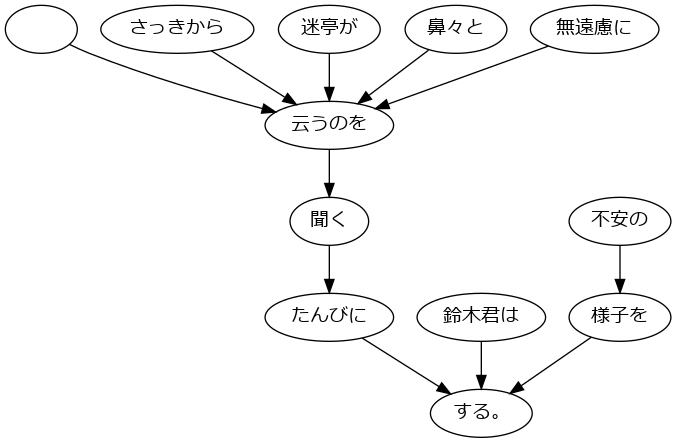 さっきから
迷亭が
鼻々と
無遠慮に
云うのを
聞く
不安の
たんびに
鈴木君は
様子を
する。